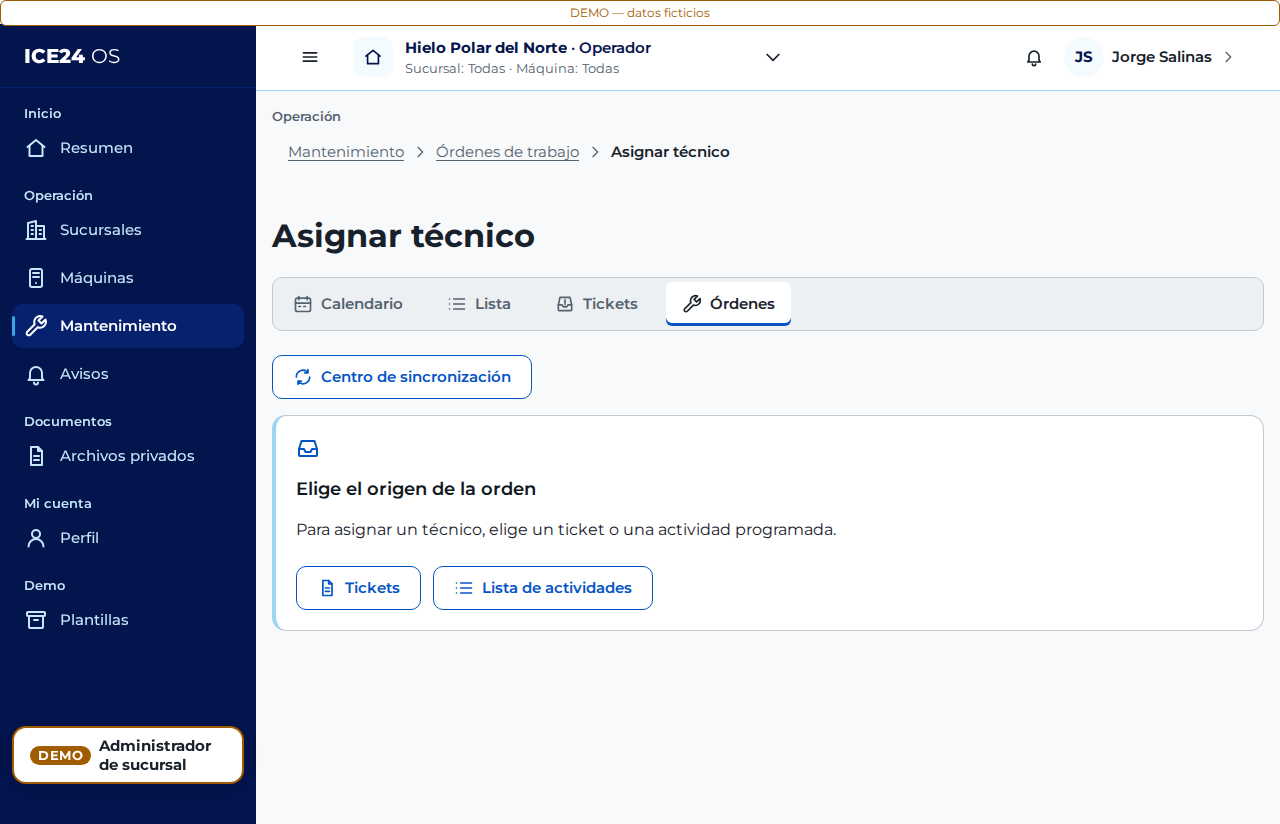 DEMO — datos ficticios
ICE24 OS
Hielo Polar del Norte · Operador
Sucursal: Todas · Máquina: Todas
JS
Jorge Salinas
Inicio
Resumen
Operación
Sucursales
Máquinas
Mantenimiento
Avisos
Documentos
Archivos privados
Mi cuenta
Perfil
Demo
Plantillas
DEMO
Administrador
de sucursal
Operación
Mantenimiento
Órdenes de trabajo
Asignar técnico
Asignar técnico
Calendario
Lista
Tickets
Órdenes
Centro de sincronización
Elige el origen de la orden
Para asignar un técnico, elige un ticket o una actividad programada.
Tickets
Lista de actividades